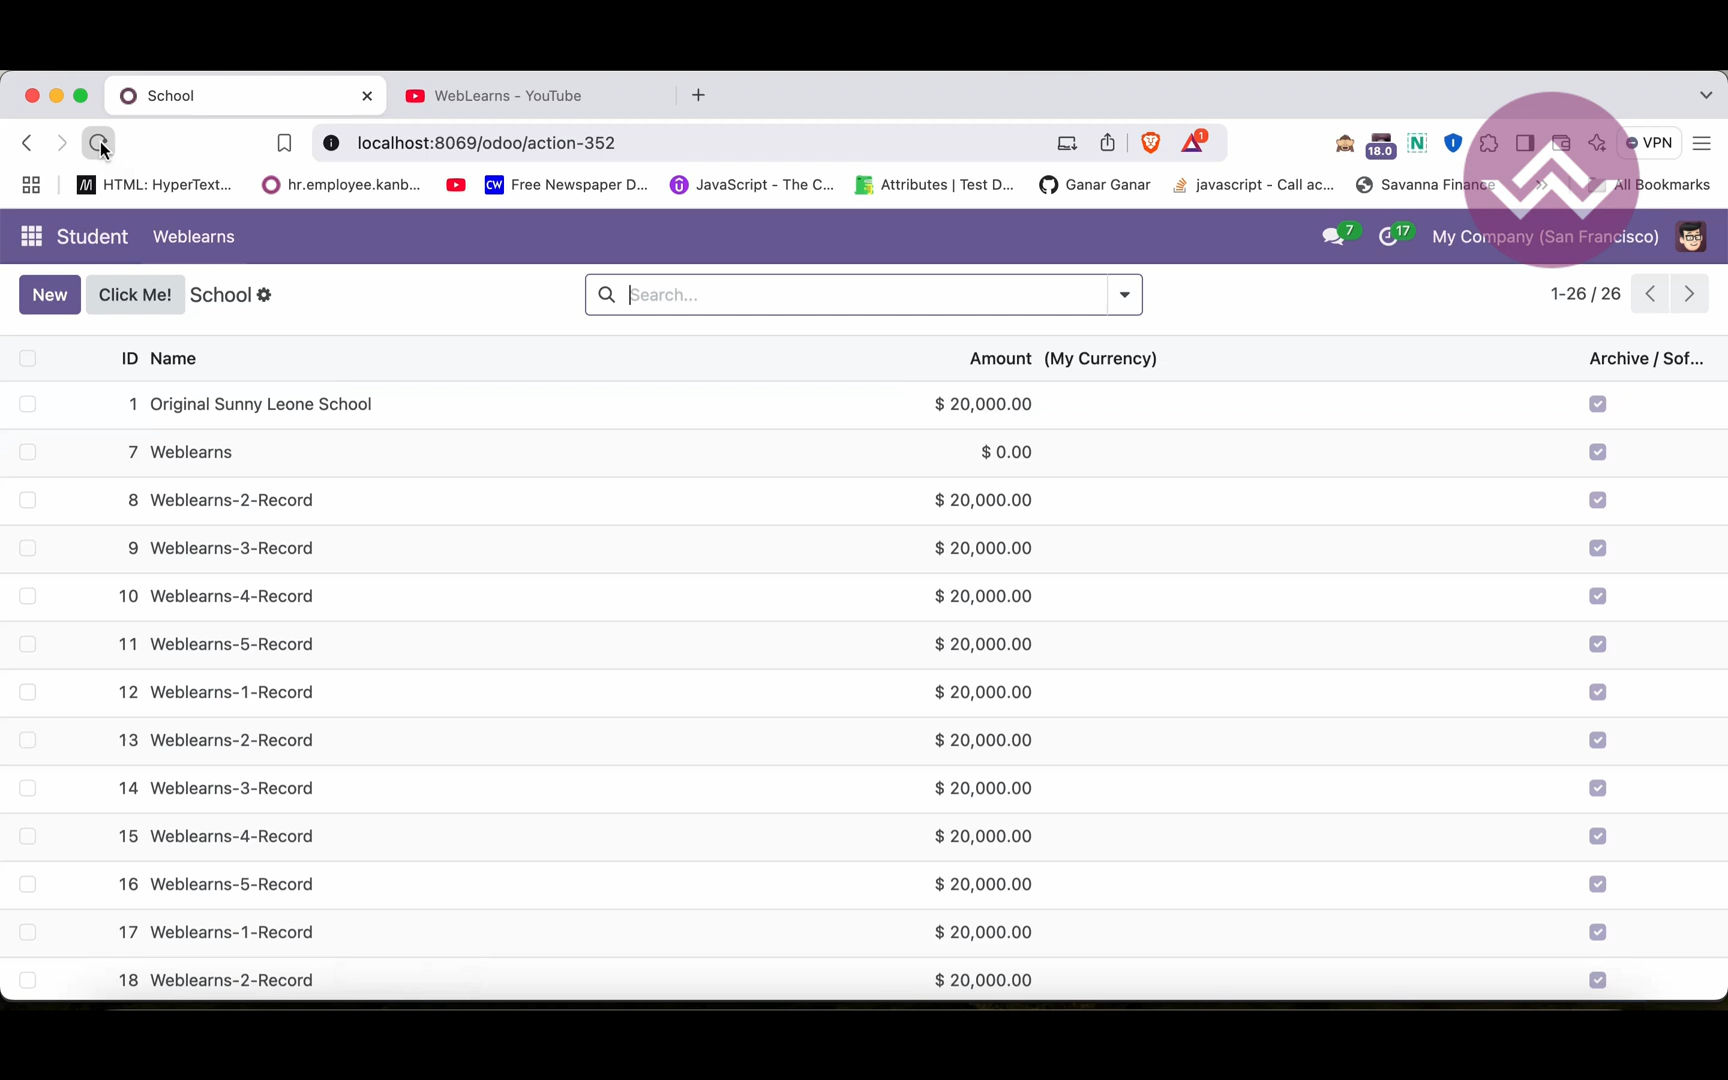 School
WebLearns - YouTube
localhost:8069/odoo/action-352
1
18.0
N
VPN
M HTML: HyperText...
hr.employee.kanb...
CW Free Newspaper D...
JavaScript - The C...
Attributes | Test D...
Ganar Ganar
javascript - Call ac...
Savanna Finance
All Bookmarks
Student
Weblearns
7
17
My Company (San Francisco)
New
Click Me!
School
Search...
1-26 / 26
ID Name Amount (My Currency) Archive / Sof...
1 Original Sunny Leone School $ 20,000.00
7 Weblearns $ 0.00
8 Weblearns-2-Record $ 20,000.00
9 Weblearns-3-Record $ 20,000.00
10 Weblearns-4-Record $ 20,000.00
11 Weblearns-5-Record $ 20,000.00
12 Weblearns-1-Record $ 20,000.00
13 Weblearns-2-Record $ 20,000.00
14 Weblearns-3-Record $ 20,000.00
15 Weblearns-4-Record $ 20,000.00
16 Weblearns-5-Record $ 20,000.00
17 Weblearns-1-Record $ 20,000.00
18 Weblearns-2-Record $ 20,000.00